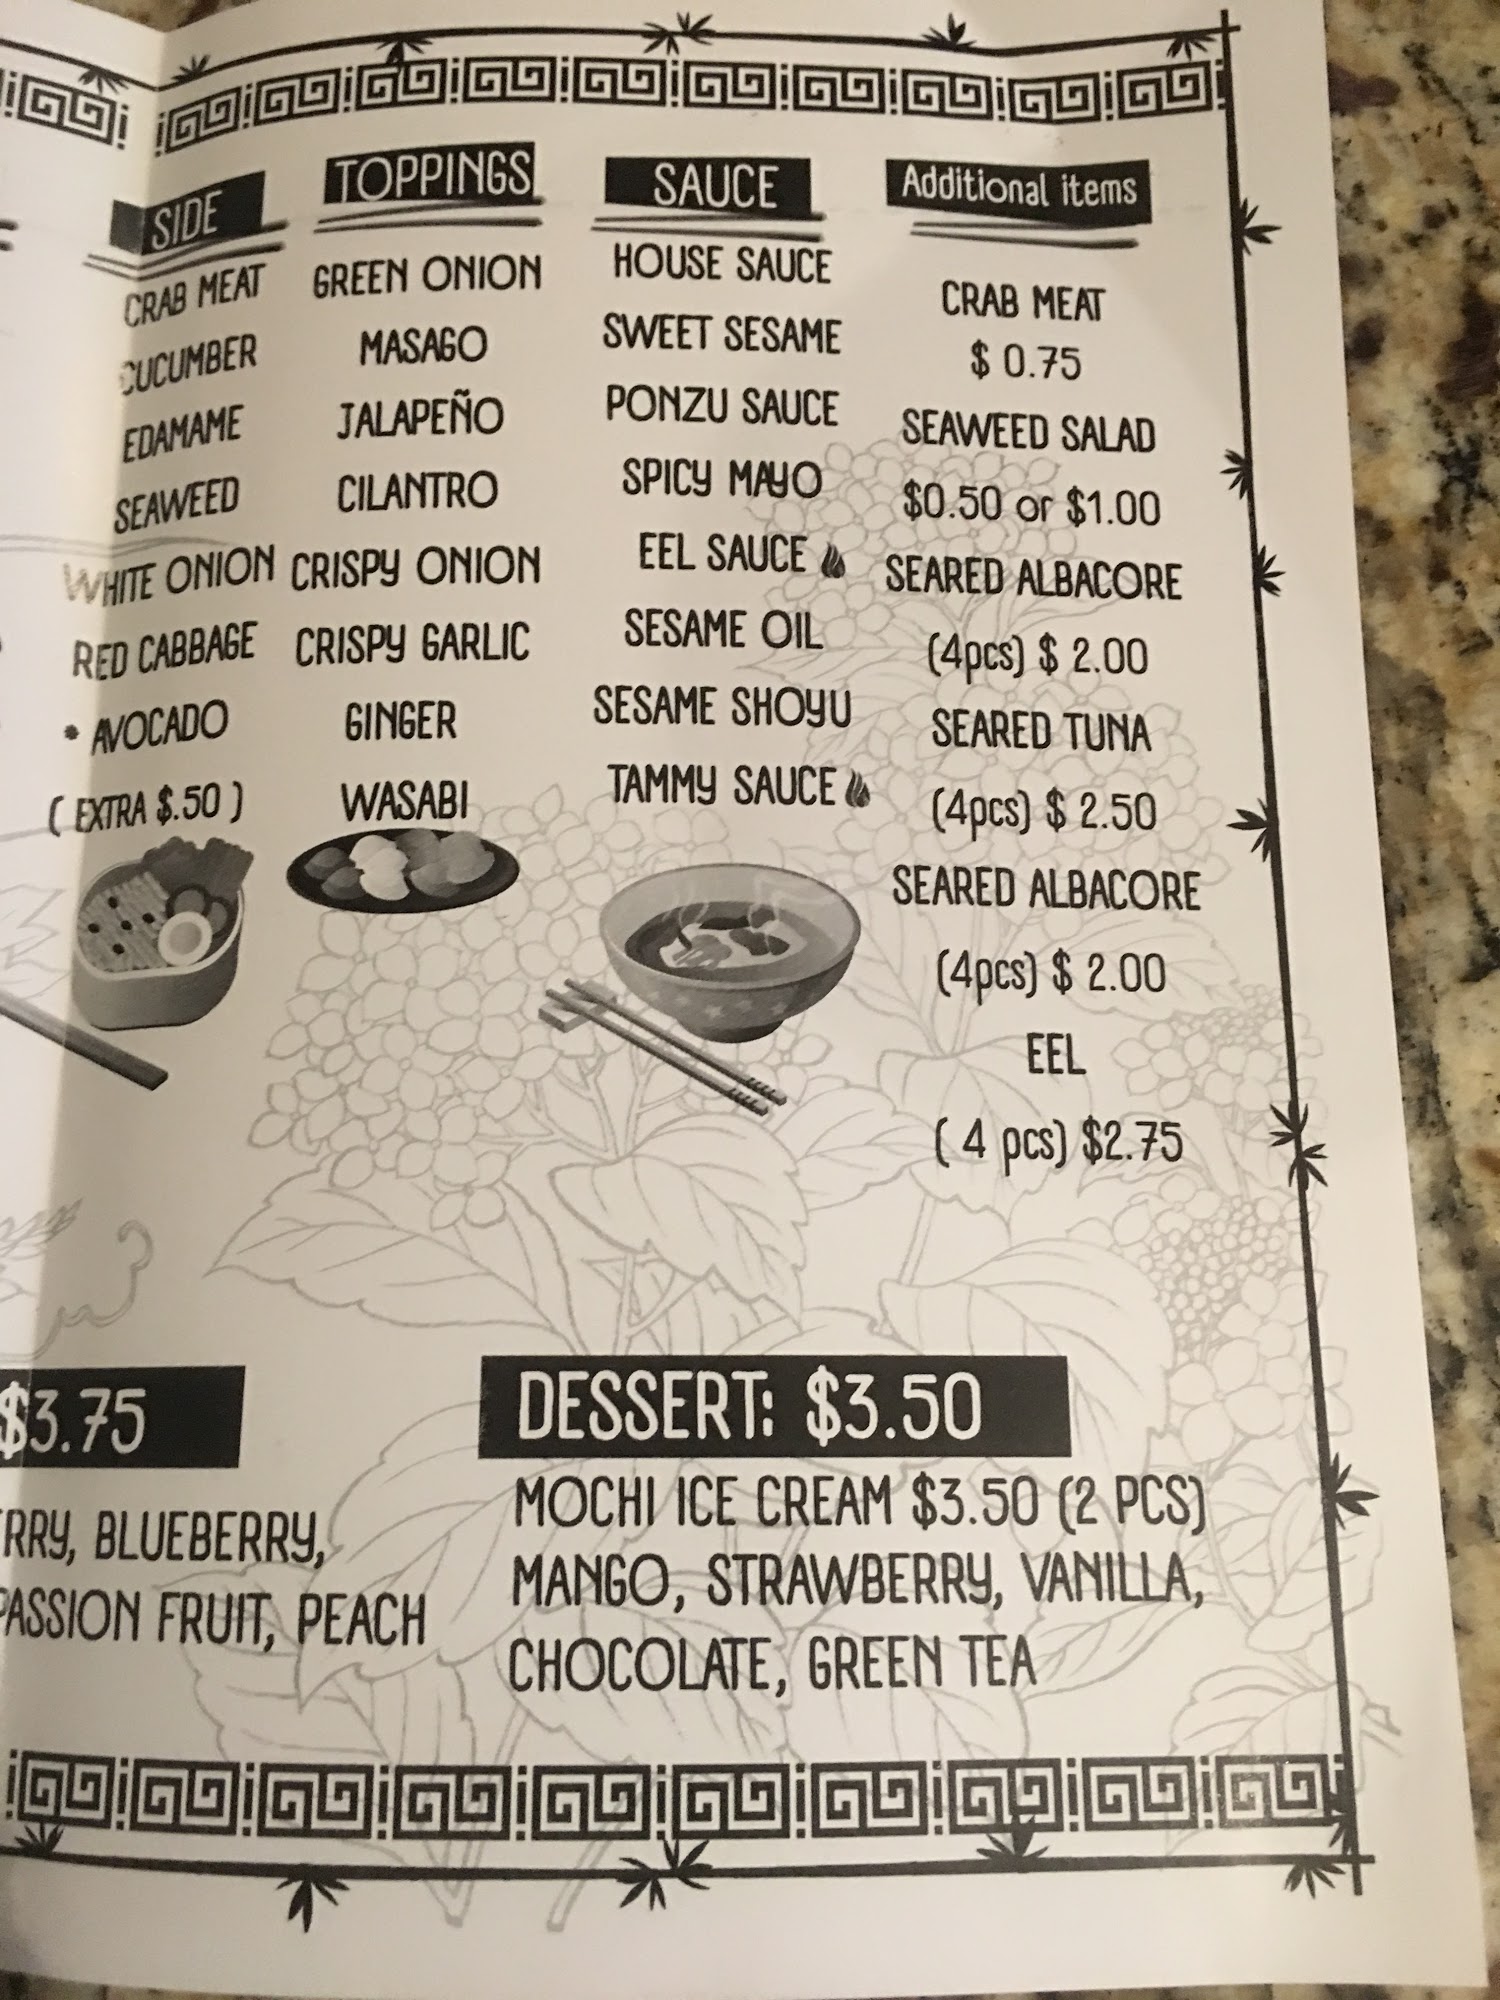 SIDE
CRAB MEAT
CUCUMBER
EDAMAME
SEAWEED
WHITE ONION
RED CABBAGE
• AVOCADO
( EXTRA $.50 )
TOPPINGS
GREEN ONION
MASAGO
JALAPEÑO
CILANTRO
CRISPY ONION
CRISPY GARLIC
GINGER
WASABI
SAUCE
HOUSE SAUCE
SWEET SESAME
PONZU SAUCE
SPICY MAYO
EEL SAUCE
SESAME OIL
SESAME SHOYU
TAMMY SAUCE
Additional items
CRAB MEAT
$ 0.75
SEAWEED SALAD
$0.50 or $1.00
SEARED ALBACORE
(4pcs) $ 2.00
SEARED TUNA
(4pcs) $ 2.50
SEARED ALBACORE
(4pcs) $ 2.00
EEL
( 4 pcs) $2.75
$3.75
RRY, BLUEBERRY,
PASSION FRUIT, PEACH
DESSERT: $3.50
MOCHI ICE CREAM $3.50 (2 PCS)
MANGO, STRAWBERRY, VANILLA,
CHOCOLATE, GREEN TEA